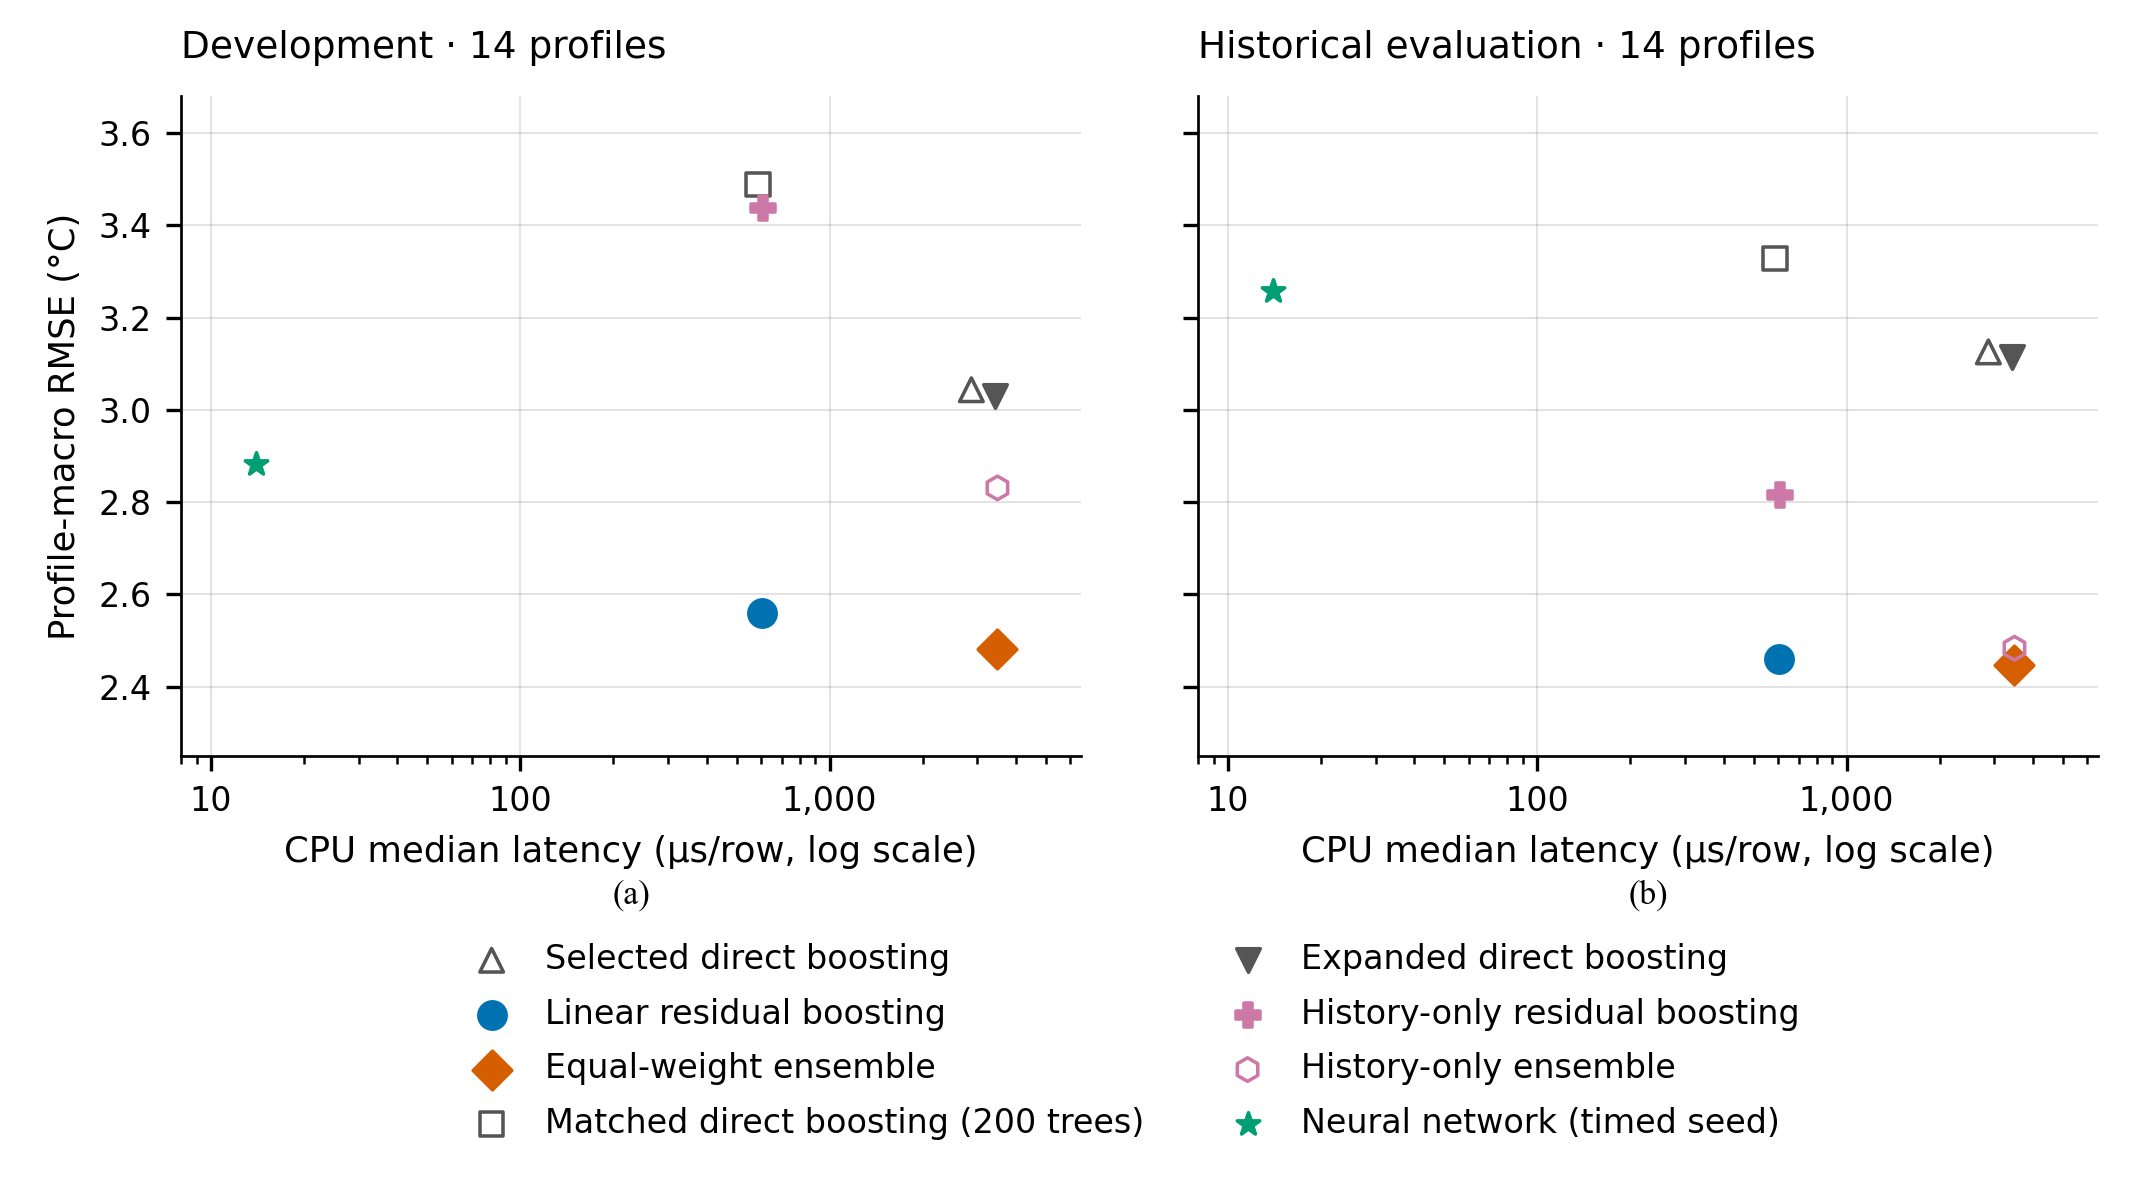 Development · 14 profiles
Historical evaluation · 14 profiles
Profile-macro RMSE (°C)
3.6
3.4
3.2
3.0
2.8
2.6
2.4
10 100 1,000
10 100 1,000
CPU median latency (µs/row, log scale)
CPU median latency (µs/row, log scale)
(a)
(b)
Selected direct boosting
Linear residual boosting
Equal-weight ensemble
Matched direct boosting (200 trees)
Expanded direct boosting
History-only residual boosting
History-only ensemble
Neural network (timed seed)